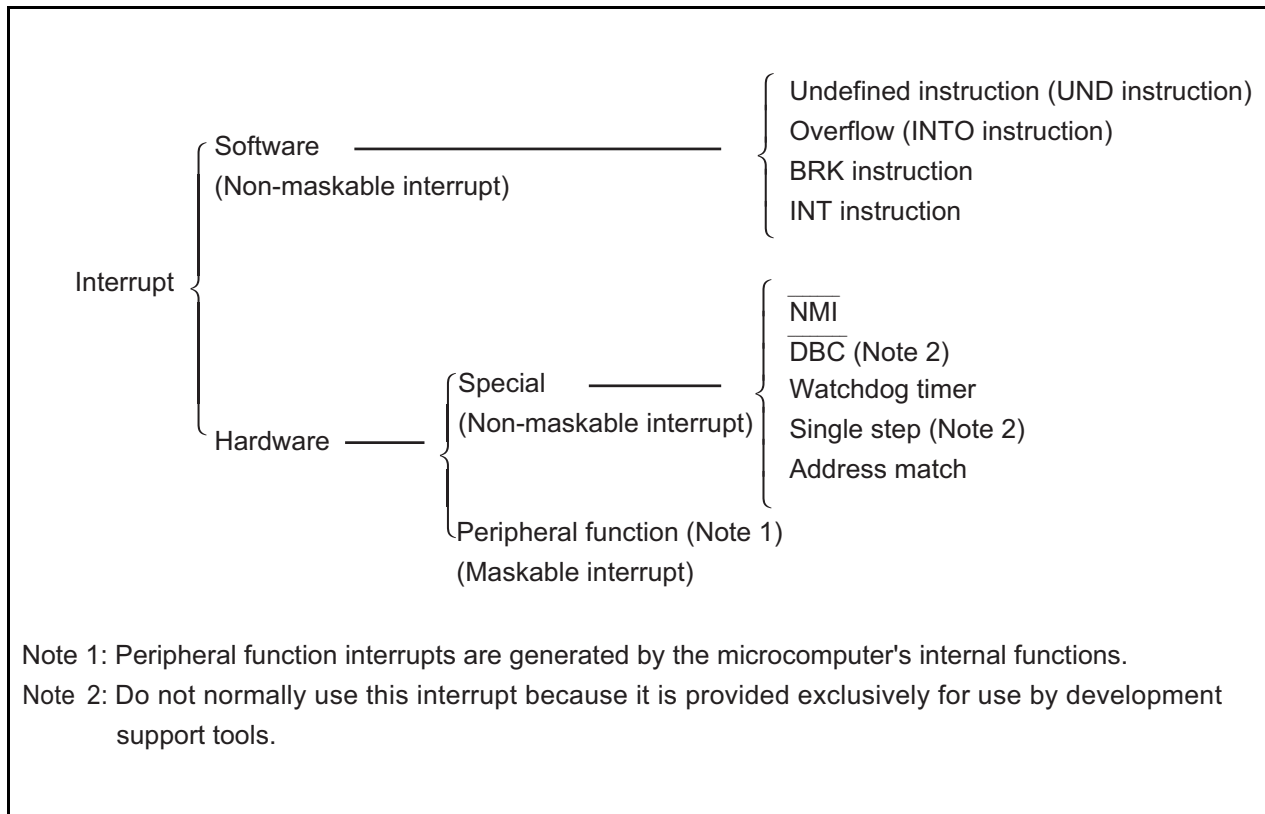 Undefined instruction (UND instruction)
Overflow (INTO instruction)
BRK instruction
INT instruction
Software
(Non-maskable interrupt)
Interrupt
N̅M̅I̅
D̅B̅C̅ (Note 2)
Watchdog timer
Single step (Note 2)
Address match
Special
(Non-maskable interrupt)
Hardware
Peripheral function (Note 1)
(Maskable interrupt)
Note 1: Peripheral function interrupts are generated by the microcomputer's internal functions.
Note 2: Do not normally use this interrupt because it is provided exclusively for use by development
support tools.